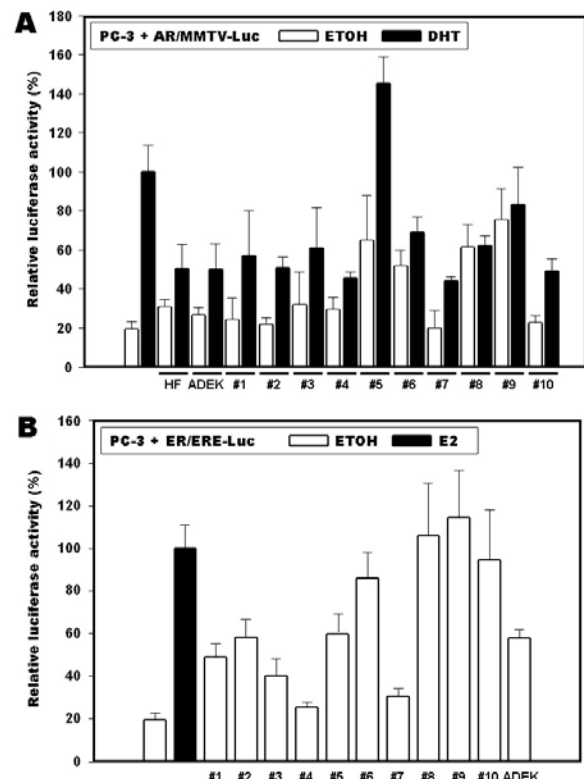 A
PC-3 + AR/MMTV-Luc ETOH DHT
Relative luciferase activity (%)
180
160
140
120
100
80
60
40
20
0
HF ADEK #1 #2 #3 #4 #5 #6 #7 #8 #9 #10
B
PC-3 + ER/ERE-Luc ETOH E2
Relative luciferase activity (%)
160
140
120
100
80
60
40
20
0
#1 #2 #3 #4 #5 #6 #7 #8 #9 #10 ADEK